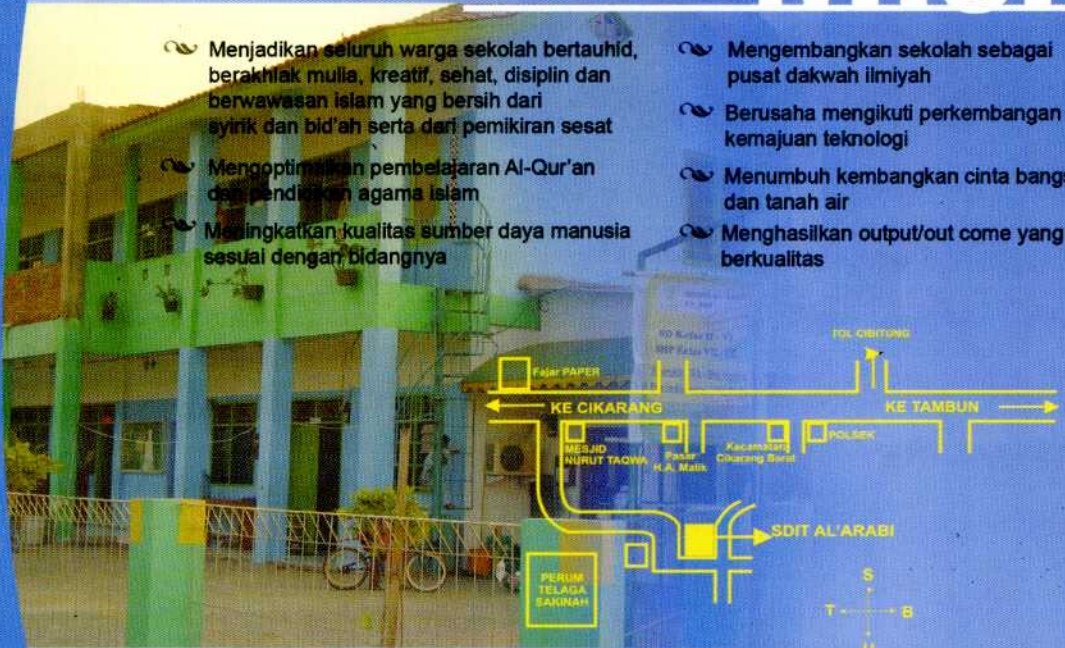 Menjadikan seluruh warga sekolah bertauhid,
berakhlak mulia, kreatif, sehat, disiplin dan
berwawasan islam yang bersih dari
syirik dan bid'ah serta dari pemikiran sesat
Mengoptimalkan pembelajaran Al-Qur'an
dan pendidikan agama islam
Meningkatkan kualitas sumber daya manusia
sesuai dengan bidangnya
Mengembangkan sekolah sebagai
pusat dakwah ilmiyah
Berusaha mengikuti perkembangan
kemajuan teknologi
Menumbuh kembangkan cinta
dan tanah air
Menghasilkan output/out come yang
berkualitas
TOL CIBITUNG
Fajar PAPER
KE CIKARANG
KE TAMBUN
MESJID
NURUT TAQWA
Pasar
H.A. Malik
Kecamatan
Cikarang Barat
POLSEK
SDIT AL'ARABI
PERUM
TELAGA
SAKINAH
S
T
B
U